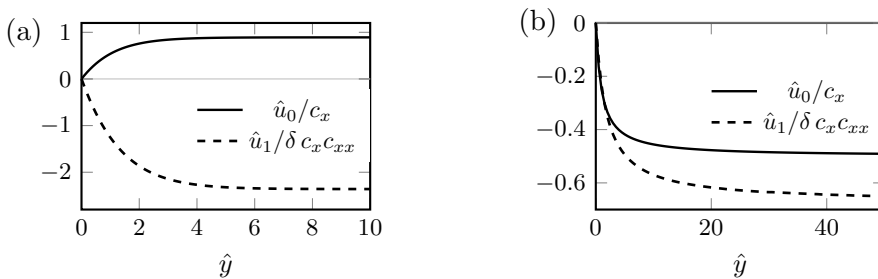 (a)
1
0
−1
−2
û₀/cₓ
û₁/δ cₓcₓₓ
0 2 4 6 8 10
ŷ
(b)
0
−0.2
−0.4
−0.6
û₀/cₓ
û₁/δ cₓcₓₓ
0 20 40
ŷ